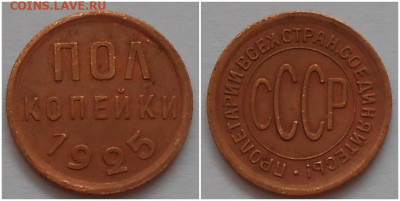 COINS.LAVE.RU
ПОЛ
КОПЕЙКИ
1925
ПРОЛЕТАРИИ ВСЕХ СТРАН, СОЕДИНЯЙТЕСЬ!
СССР